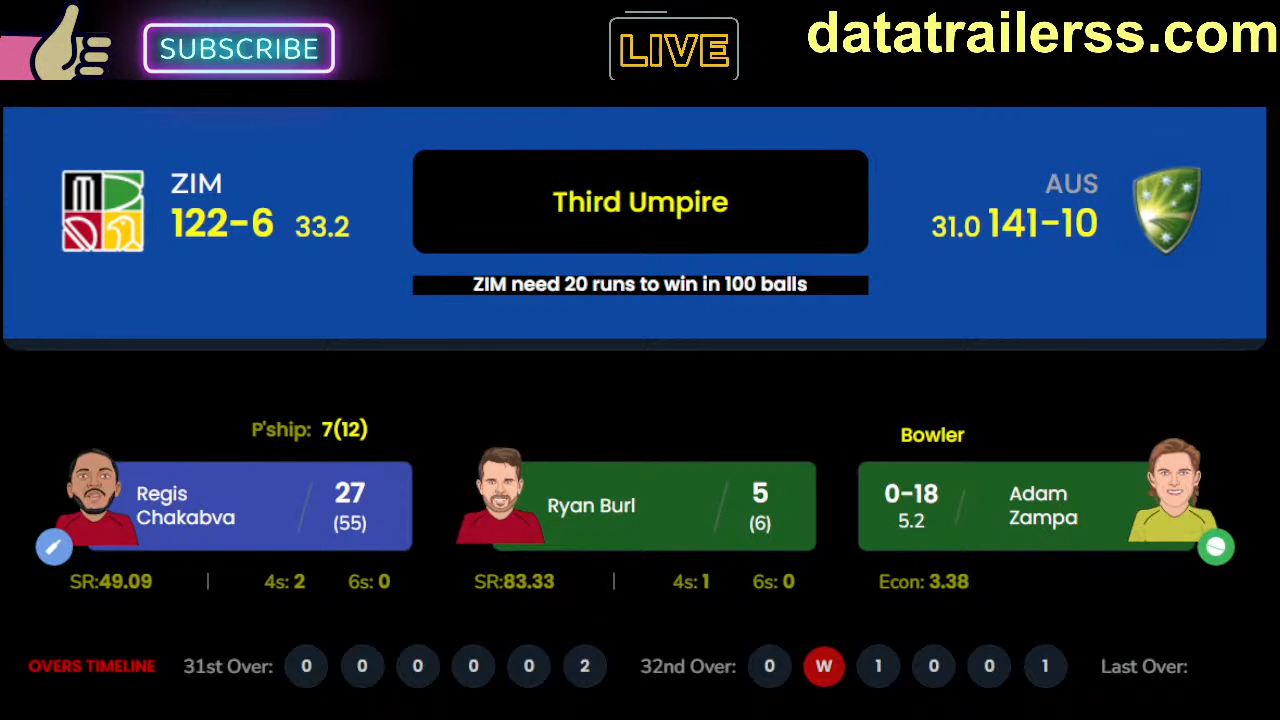 SUBSCRIBE
LIVE
datatrailerss.com
ZIM
122-6 33.2
Third Umpire
AUS
31.0 141-10
ZIM need 20 runs to win in 100 balls
P'ship: 7(12)
Regis
Chakabva
27
(55)
SR:49.09 | 4s: 2 6s: 0
Ryan Burl
5
(6)
SR:83.33 | 4s: 1 6s: 0
Bowler
0-18
5.2
Adam
Zampa
Econ: 3.38
OVERS TIMELINE 31st Over: 0 0 0 0 0 2 32nd Over: 0 W 1 0 0 1 Last Over: